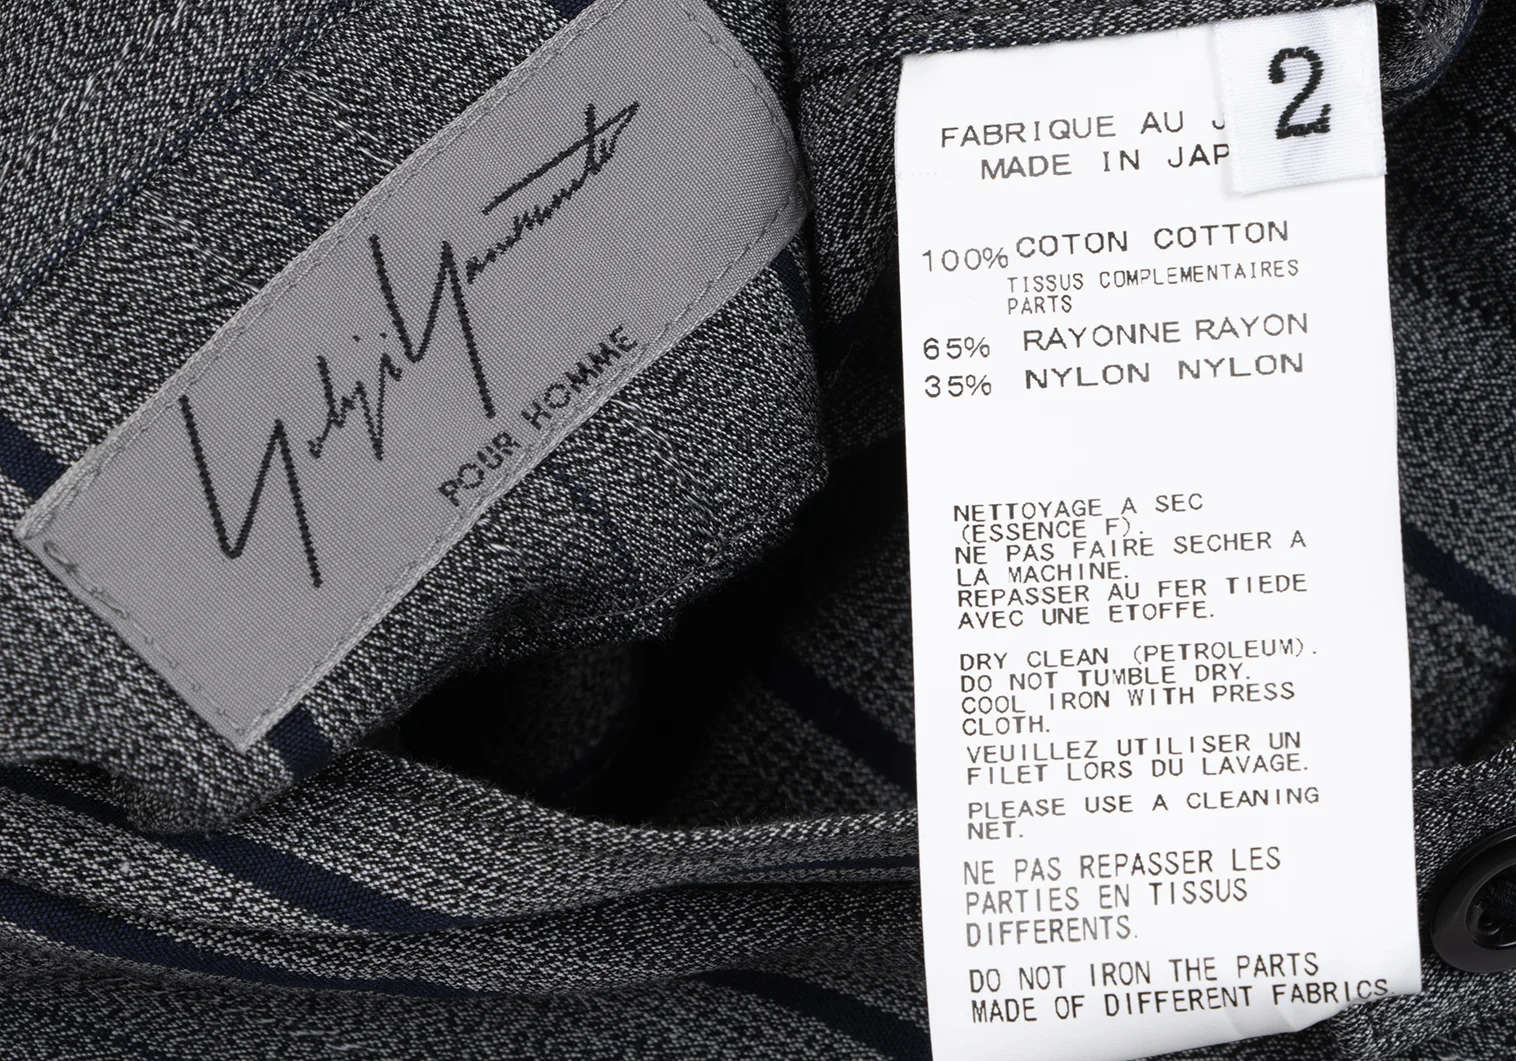 Yohji Yamamoto
POUR HOMME
2
FABRIQUE AU J
MADE IN JAP
100% COTON COTTON
TISSUS COMPLEMENTAIRES
PARTS
65% RAYONNE RAYON
35% NYLON NYLON
NETTOYAGE A SEC
(ESSENCE F).
NE PAS FAIRE SECHER A
LA MACHINE.
REPASSER AU FER TIEDE
AVEC UNE ETOFFE.
DRY CLEAN (PETROLEUM).
DO NOT TUMBLE DRY.
COOL IRON WITH PRESS
CLOTH.
VEUILLEZ UTILISER UN
FILET LORS DU LAVAGE.
PLEASE USE A CLEANING
NET.
NE PAS REPASSER LES
PARTIES EN TISSUS
DIFFERENTS.
DO NOT IRON THE PARTS
MADE OF DIFFERENT FABRICS.